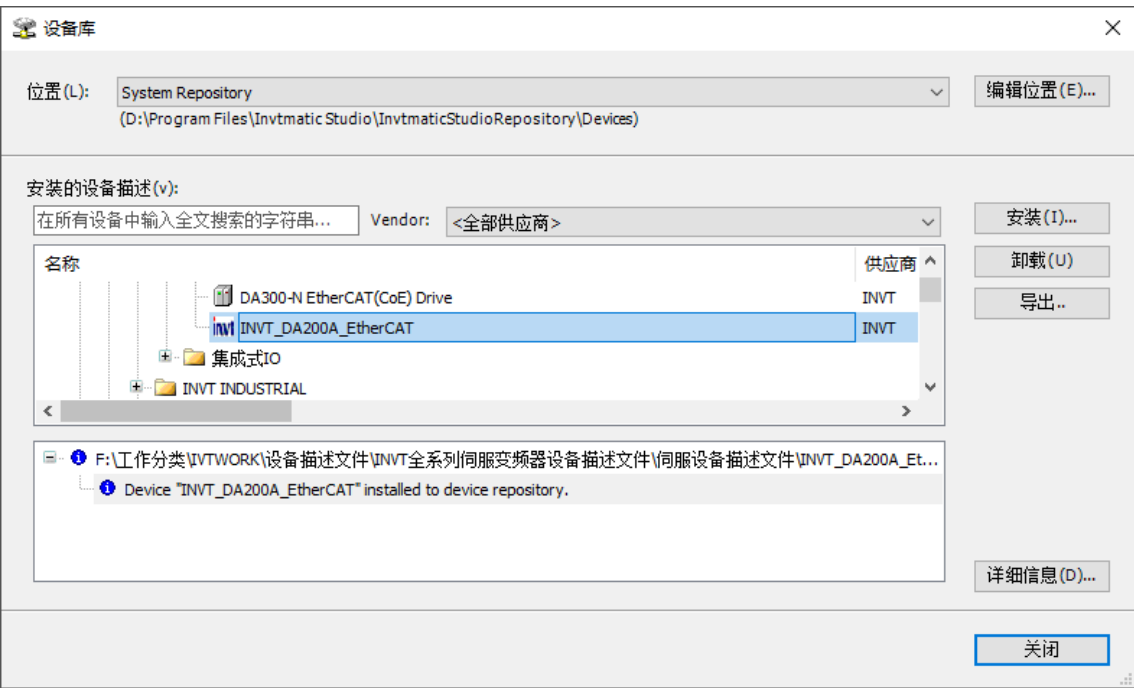 设备库
位置(L):
System Repository
编辑位置(E)...
(D:\Program Files\Invtmatic Studio\InvtmaticStudioRepository\Devices)
安装的设备描述(v):
在所有设备中输入全文搜索的字符串...
Vendor:
<全部供应商>
安装(I)...
名称
供应商
卸载(U)
DA300-N EtherCAT(CoE) Drive
INVT
导出..
invt
INVT_DA200A_EtherCAT
INVT
集成式IO
INVT INDUSTRIAL
F:\工作分类\IVTWORK\设备描述文件\INVT全系列伺服变频器设备描述文件\伺服设备描述文件\INVT_DA200A_Et...
Device "INVT_DA200A_EtherCAT" installed to device repository.
详细信息(D)...
关闭